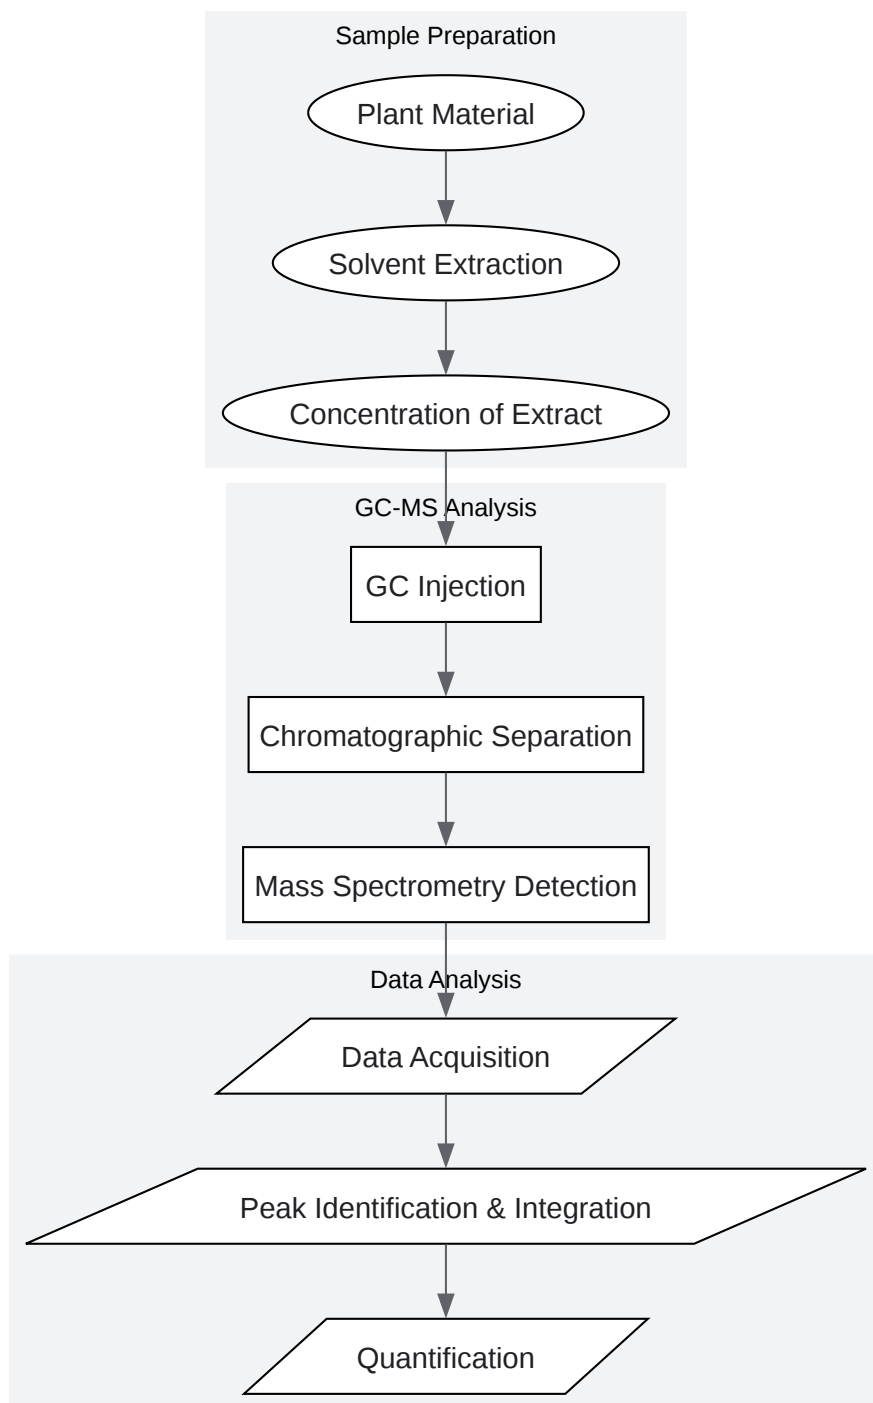 Sample Preparation
Plant Material
Solvent Extraction
Concentration of Extract
GC-MS Analysis
GC Injection
Chromatographic Separation
Mass Spectrometry Detection
Data Analysis
Data Acquisition
Peak Identification & Integration
Quantification